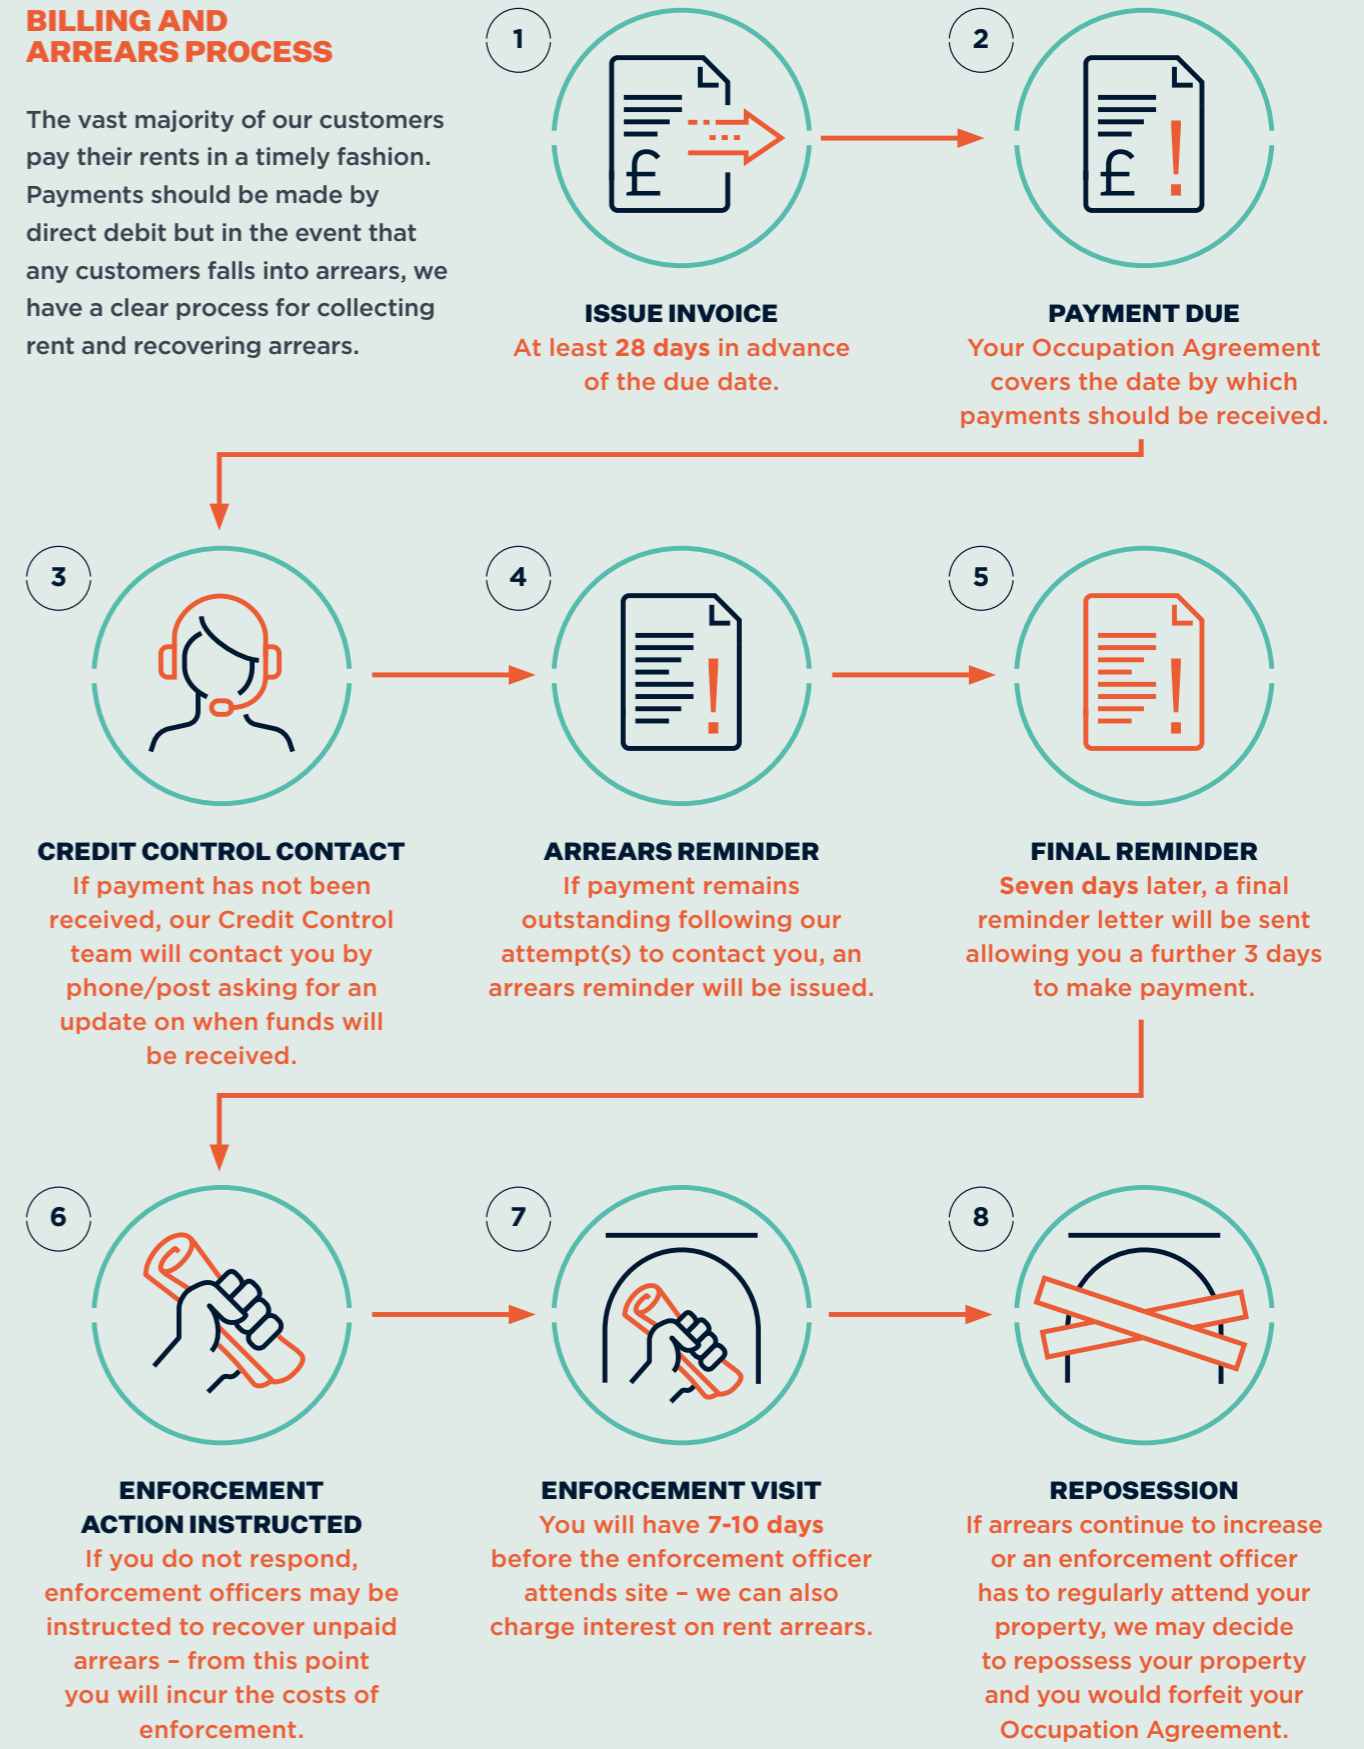 BILLING AND
ARREARS PROCESS
The vast majority of our customers
pay their rents in a timely fashion.
Payments should be made by
direct debit but in the event that
any customers falls into arrears, we
have a clear process for collecting
rent and recovering arrears.
1
£
ISSUE INVOICE
At least 28 days in advance
of the due date.
2
£ !
PAYMENT DUE
Your Occupation Agreement
covers the date by which
payments should be received.
3
CREDIT CONTROL CONTACT
If payment has not been
received, our Credit Control
team will contact you by
phone/post asking for an
update on when funds will
be received.
4
!
ARREARS REMINDER
If payment remains
outstanding following our
attempt(s) to contact you, an
arrears reminder will be issued.
5
!
FINAL REMINDER
Seven days later, a final
reminder letter will be sent
allowing you a further 3 days
to make payment.
6
ENFORCEMENT
ACTION INSTRUCTED
If you do not respond,
enforcement officers may be
instructed to recover unpaid
arrears – from this point
you will incur the costs of
enforcement.
7
ENFORCEMENT VISIT
You will have 7-10 days
before the enforcement officer
attends site – we can also
charge interest on rent arrears.
8
REPOSESSION
If arrears continue to increase
or an enforcement officer
has to regularly attend your
property, we may decide
to repossess your property
and you would forfeit your
Occupation Agreement.